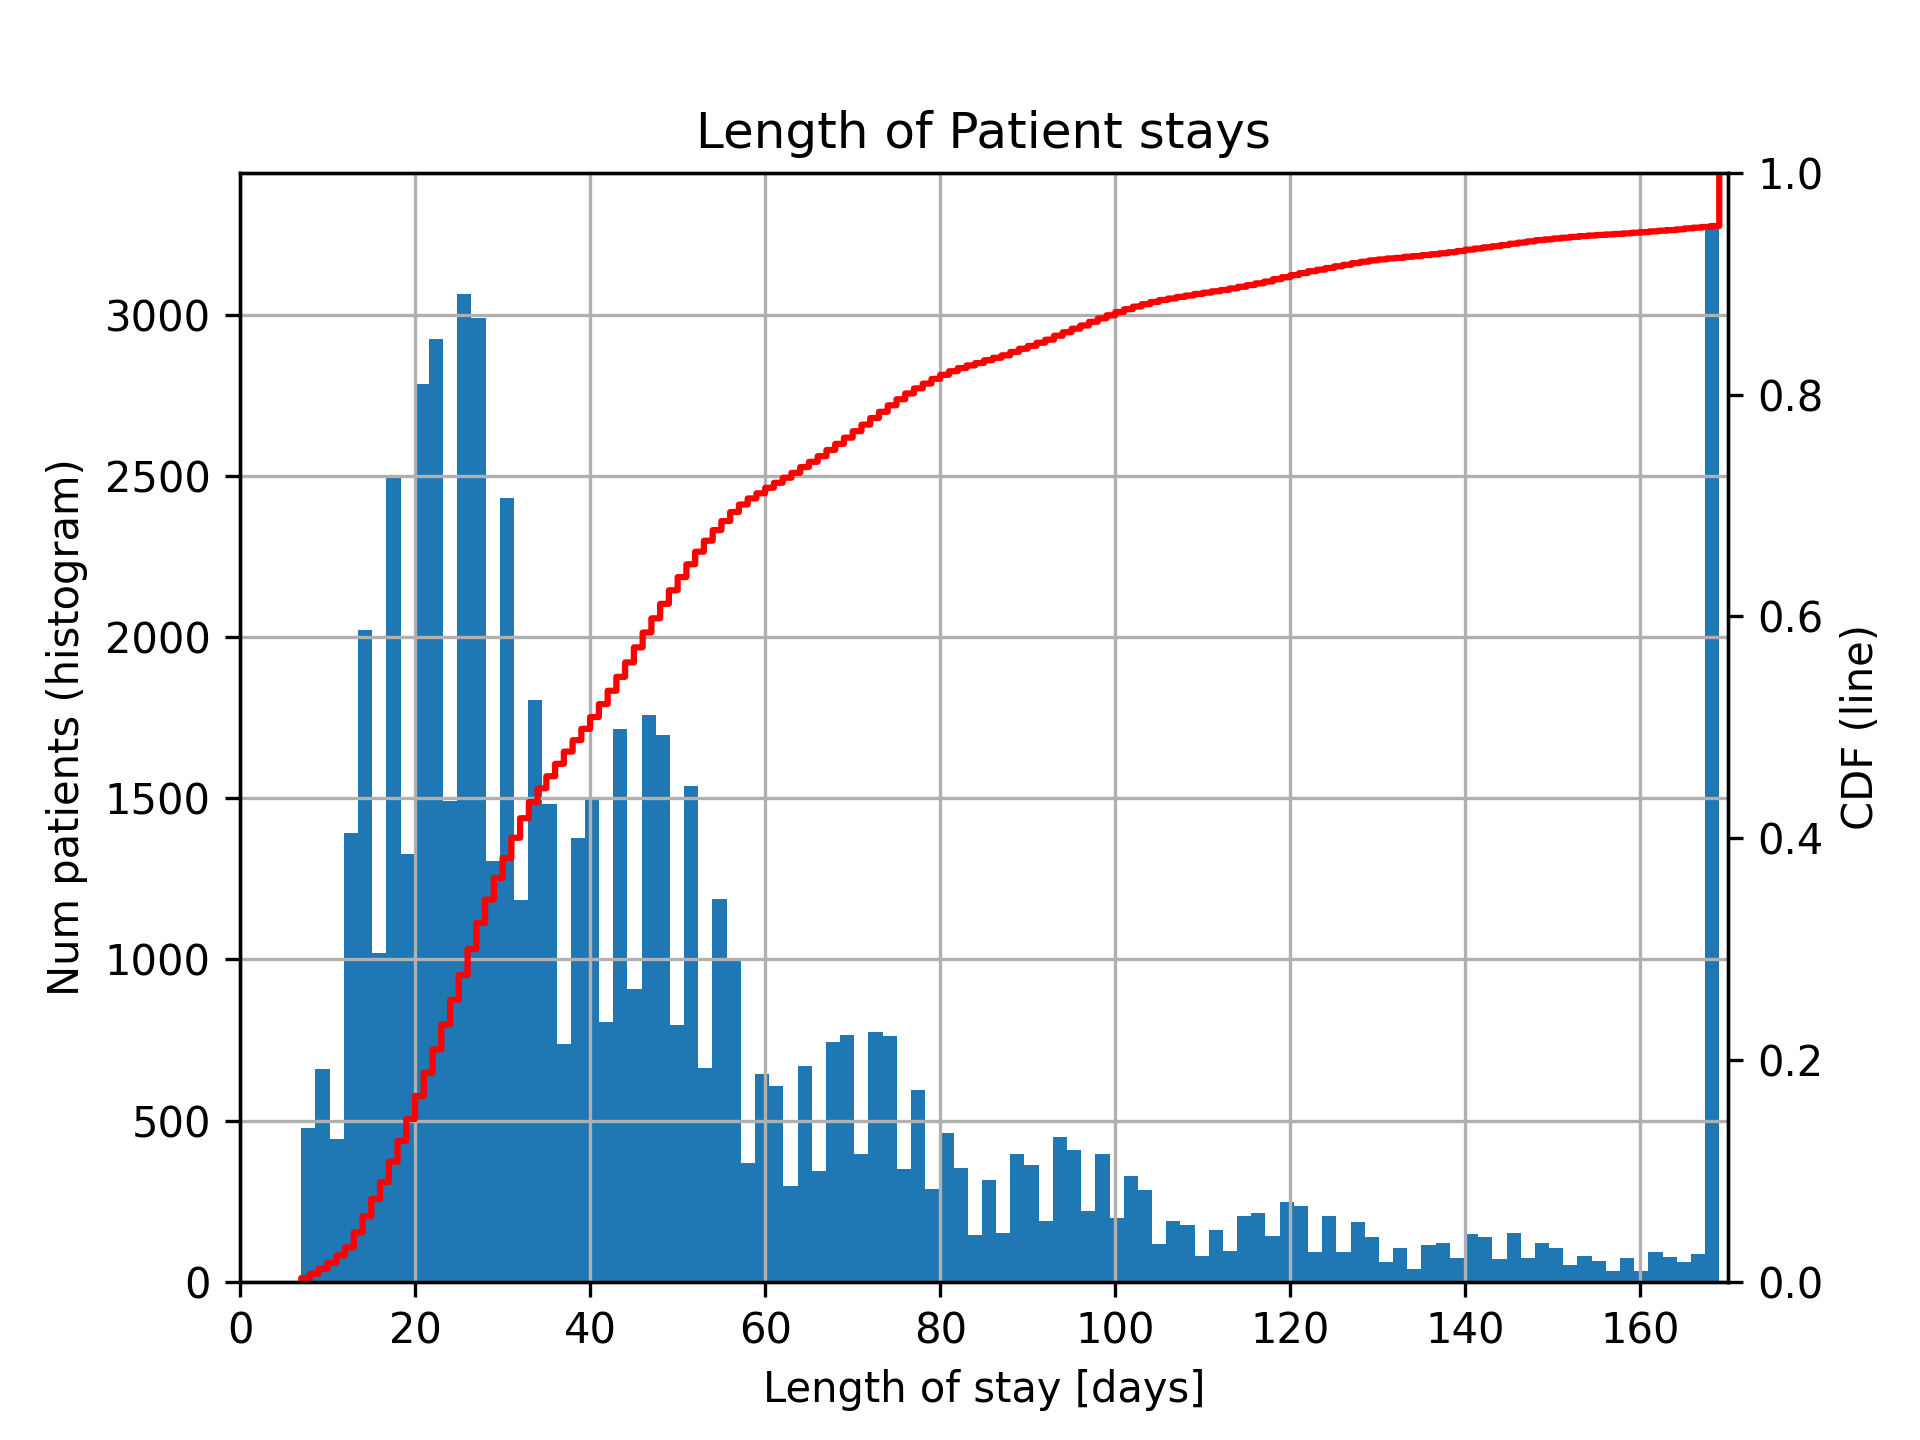 Length of Patient stays
Num patients (histogram)
3000
2500
2000
1500
1000
500
0
1.0
0.8
0.6
0.4
0.2
0.0
CDF (line)
0 20 40 60 80 100 120 140 160
Length of stay [days]